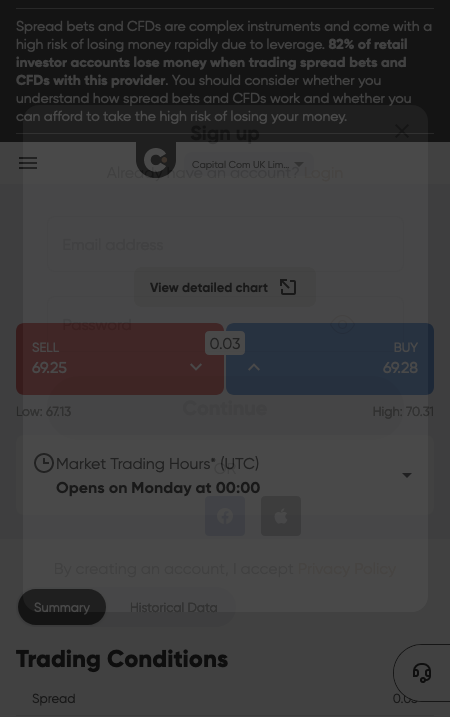 Spread bets and CFDs are complex instruments and come with a
high risk of losing money rapidly due to leverage. 82% of retail
investor accounts lose money when trading spread bets and
CFDs with this provider. You should consider whether you
understand how spread bets and CFDs work and whether you
can afford to take the high risk of losing your money.
Sign up
Capital Com UK Lim...
Already have an account? Login
Email address
View detailed chart
Password
SELL
69.25
0.03
BUY
69.28
Low: 67.13
High: 70.31
Continue
Market Trading Hours* (UTC)
Opens on Monday at 00:00
By creating an account, I accept Privacy Policy
Summary
Historical Data
Trading Conditions
Spread